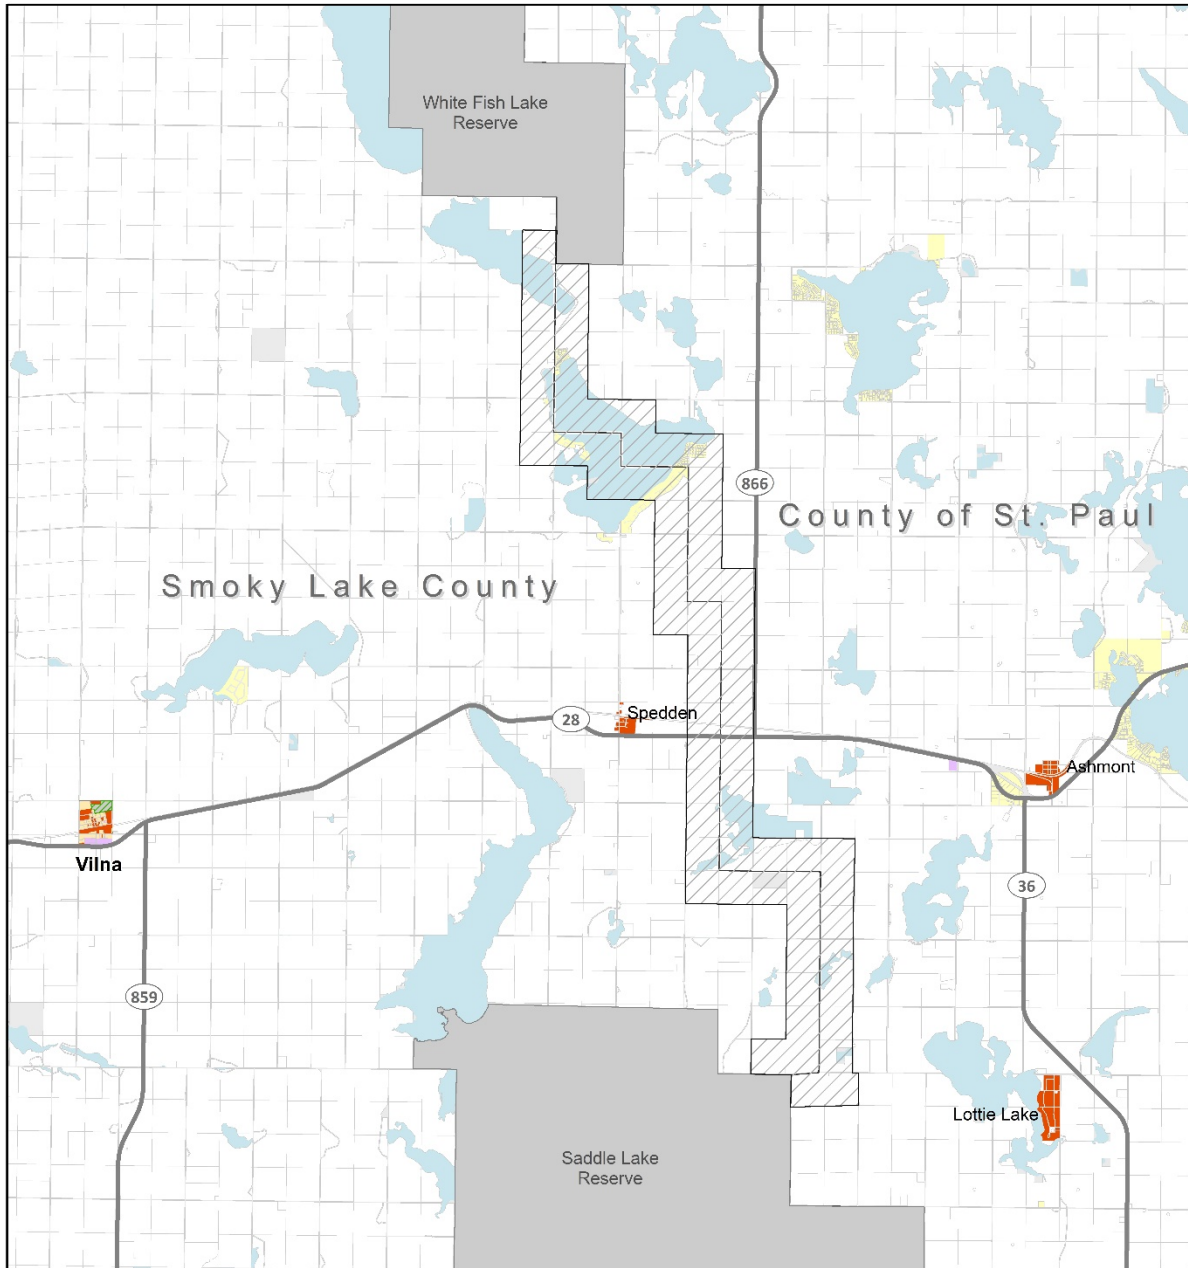 White Fish Lake
Reserve
866
County of St. Paul
Smoky Lake County
28
Spedden
Ashmont
Vilna
36
859
Lottie Lake
Saddle Lake
Reserve